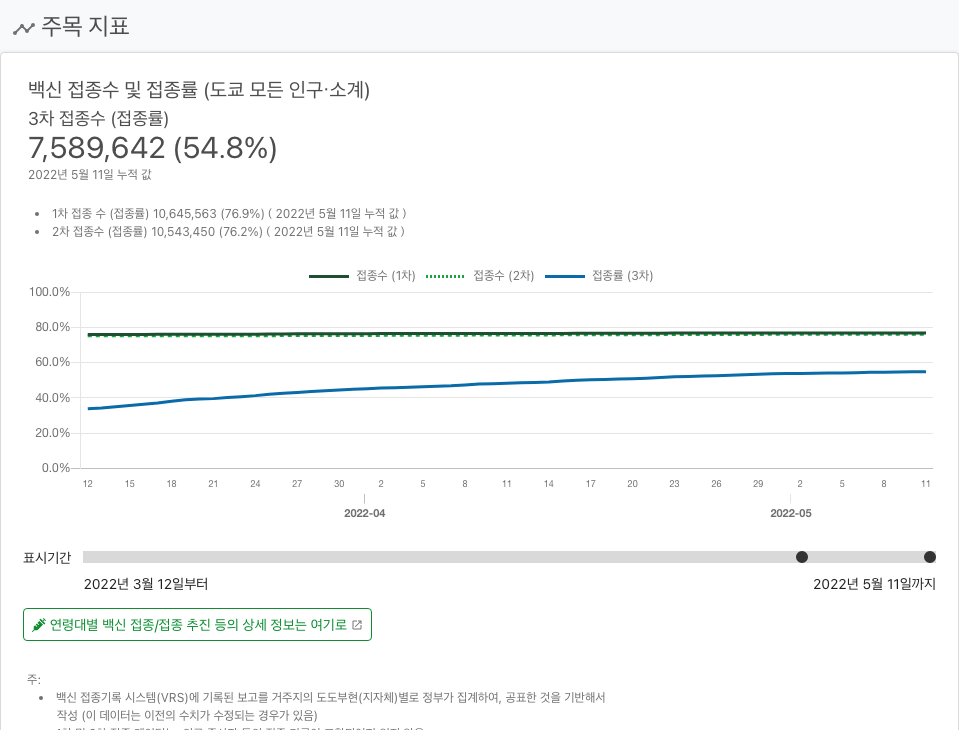 주목 지표
백신 접종수 및 접종률 (도쿄 모든 인구·소계)
3차 접종수 (접종률)
7,589,642 (54.8%)
2022년 5월 11일 누적 값
• 1차 접종 수 (접종률) 10,645,563 (76.9%) ( 2022년 5월 11일 누적 값 )
• 2차 접종수 (접종률) 10,543,450 (76.2%) ( 2022년 5월 11일 누적 값 )
접종수 (1차) 접종수 (2차) 접종률 (3차)
100.0%
80.0%
60.0%
40.0%
20.0%
0.0%
12 15 18 21 24 27 30 2 5 8 11 14 17 20 23 26 29 2 5 8 11
2022-04 2022-05
표시기간
2022년 3월 12일부터 2022년 5월 11일까지
연령대별 백신 접종/접종 추진 등의 상세 정보는 여기로
주:
• 백신 접종기록 시스템(VRS)에 기록된 보고를 거주지의 도도부현(지자체)별로 정부가 집계하여, 공표한 것을 기반해서
작성 (이 데이터는 이전의 수치가 수정되는 경우가 있음)